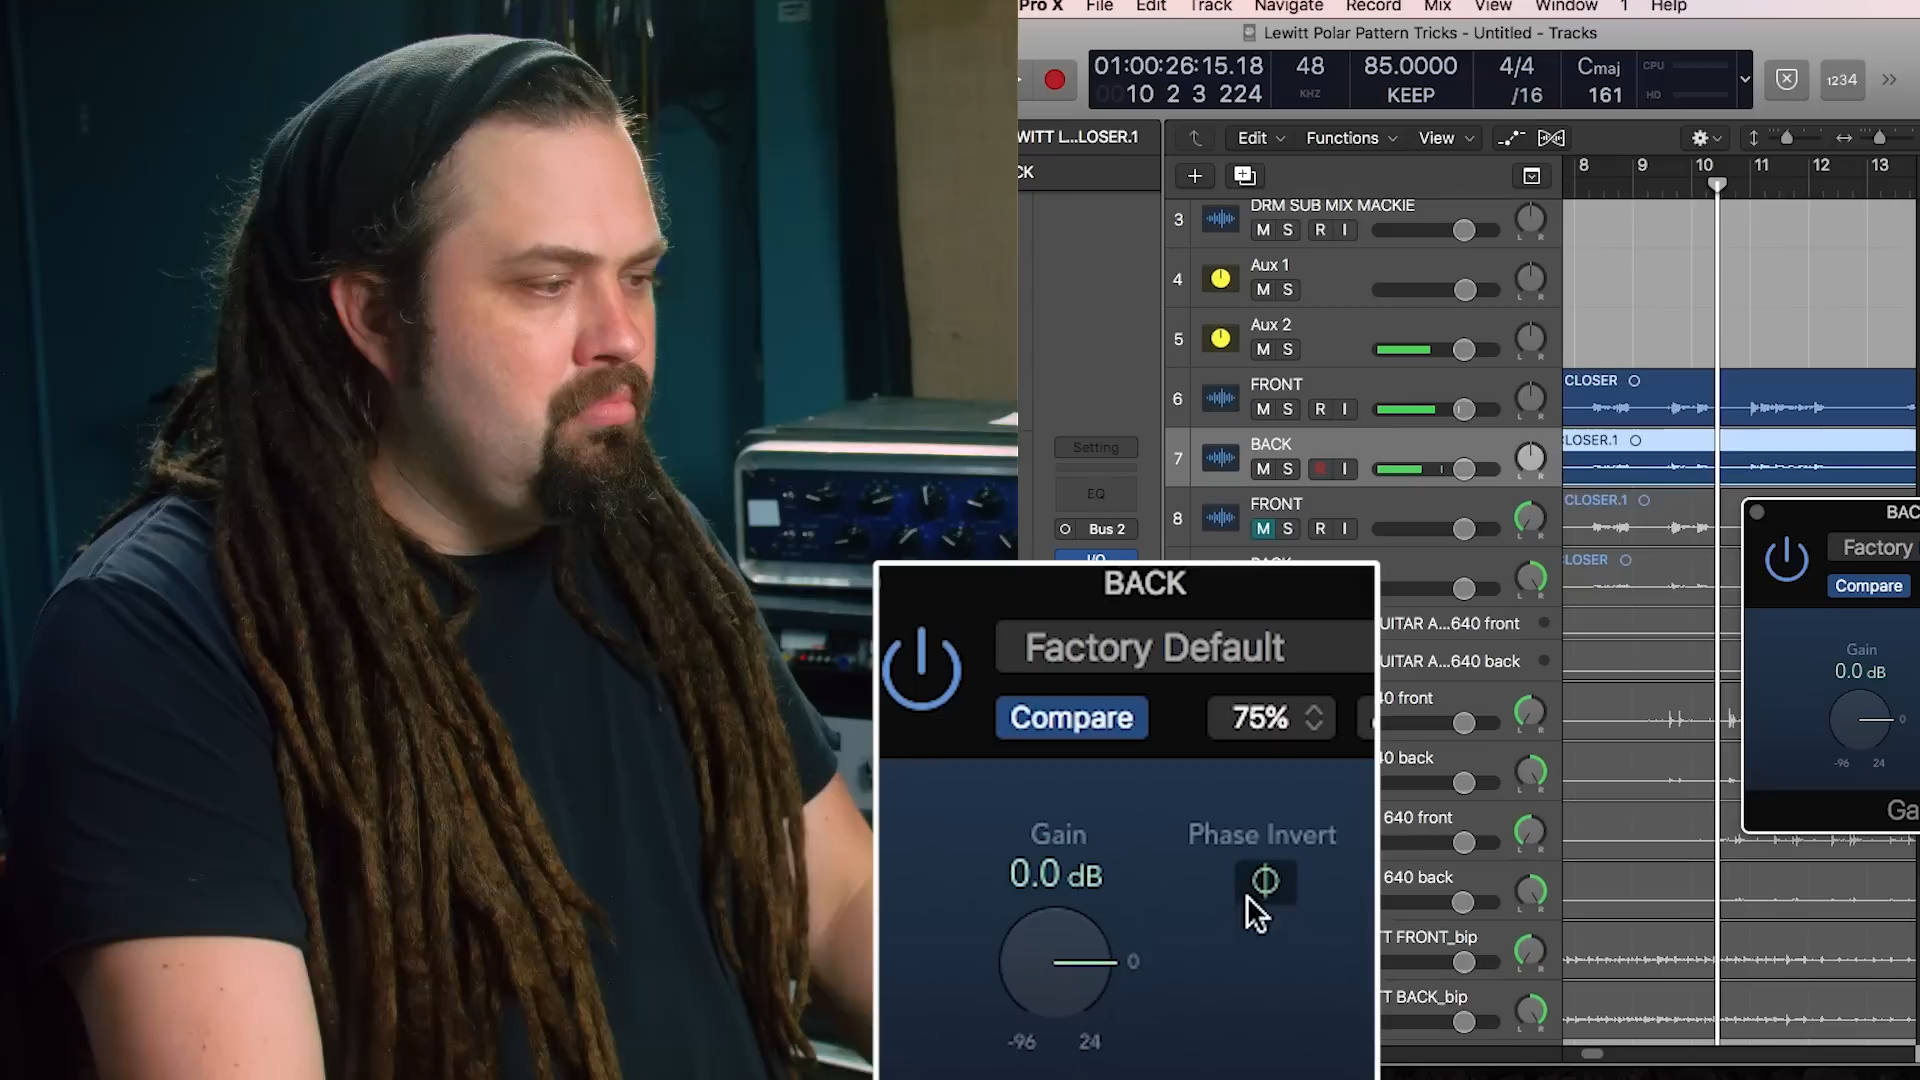 Pro X File Edit Track Navigate Record Mix View Window 1 Help
Lewitt Polar Pattern Tricks - Untitled - Tracks
01:00:26:15.18 48 85.0000 4/4 Cmaj CPU
0010 2 3 224 KHZ KEEP /16 161 HD
1234
WITT L...LOSER.1 Edit Functions View
CK
8 9 10 11 12 13
3 DRM SUB MIX MACKIE
M S R I L R
4 Aux 1
M S L R
5 Aux 2
M S L R
6 FRONT
M S R I L R
CLOSER
7 BACK
M S R I L R
LOSER.1
8 FRONT
M S R I L R
CLOSER.1
CLOSER
Setting
EQ
Bus 2
I/O
UITAR A...640 front
UITAR A...640 back
0 front
0 back
640 front
640 back
T FRONT_bip
T BACK_bip
BACK
Factory Default
Compare 75%
Gain Phase Invert
0.0 dB
0
-96 24
BAC
Factory
Compare
Gain
0.0 dB
0
-96 24
Ga